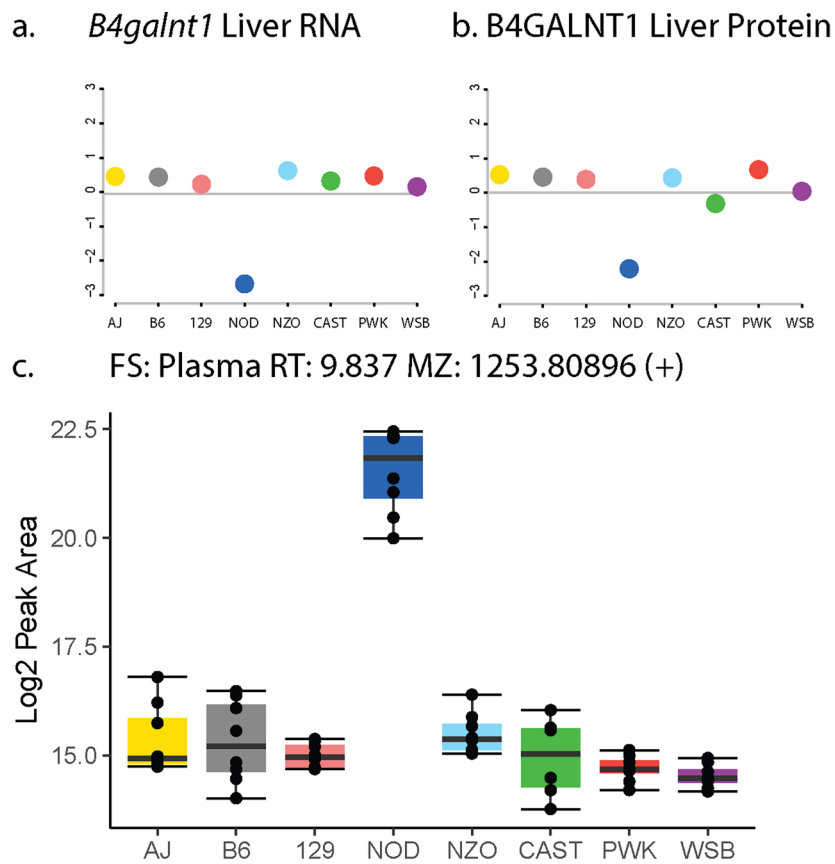 a. B4galnt1 Liver RNA
b. B4GALNT1 Liver Protein
3
2
1
0
−1
−2
−3
AJ B6 129 NOD NZO CAST PWK WSB
3
2
1
0
−1
−2
−3
AJ B6 129 NOD NZO CAST PWK WSB
c. FS: Plasma RT: 9.837 MZ: 1253.80896 (+)
Log2 Peak Area
22.5
20.0
17.5
15.0
AJ B6 129 NOD NZO CAST PWK WSB